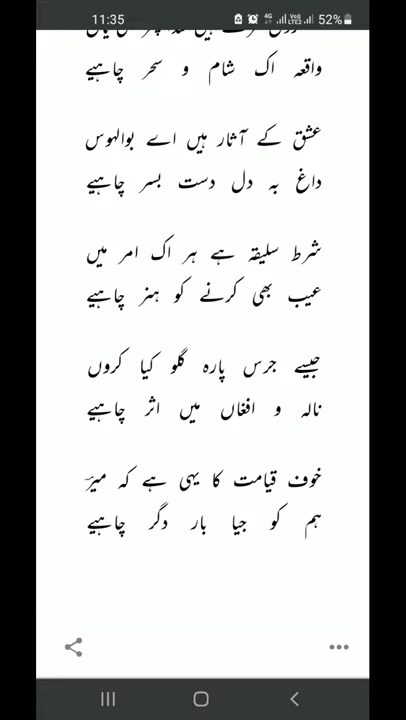 11:35 4G VoLTE2 52%
واقعہ اک شام و سحر چاہیے
عشق کے آثار ہیں اے بوالہوس
داغ بہ دل دست بسر چاہیے
شرط سلیقہ ہے ہر اک امر میں
عیب بھی کرنے کو ہنر چاہیے
جیسے جرس پارہ گلو کیا کروں
نالہ و افغاں میں اثر چاہیے
خوف قیامت کا یہی ہے کہ میرؔ
ہم کو جیا بار دگر چاہیے